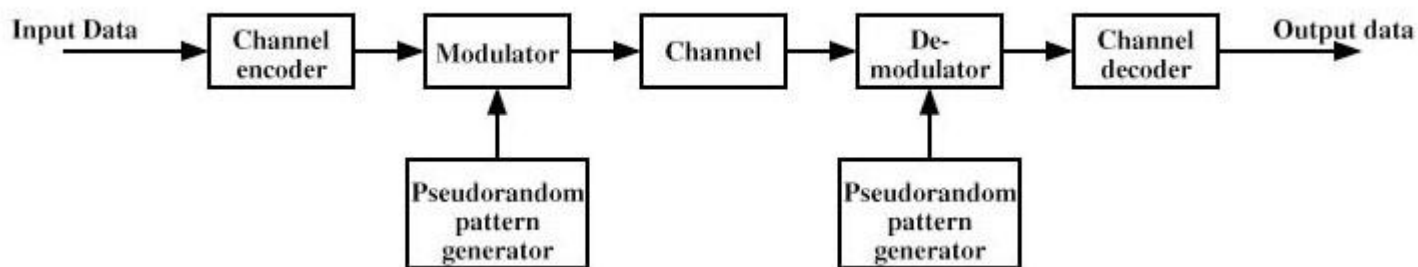 Input Data
Channel
encoder
Modulator
Channel
De-
modulator
Channel
decoder
Output data
Pseudorandom
pattern
generator
Pseudorandom
pattern
generator